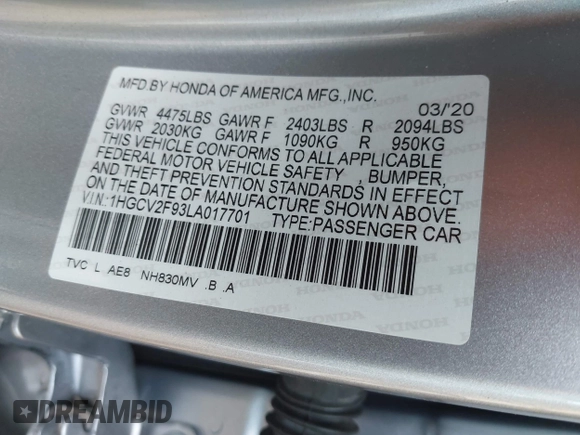 MFD.BY HONDA OF AMERICA MFG.,INC. 03/'20
GVWR 4475LBS GAWR F 2403LBS R 2094LBS
GVWR 2030KG GAWR F 1090KG R 950KG
THIS VEHICLE CONFORMS TO ALL APPLICABLE
FEDERAL MOTOR VEHICLE SAFETY , BUMPER,
AND THEFT PREVENTION STANDARDS IN EFFECT
ON THE DATE OF MANUFACTURE SHOWN ABOVE.
V.I.N.: 1HGCV2F93LA017701 TYPE:PASSENGER CAR
TVC L AE8 NH830MV .B .A
HONDA HONDA
DREAMBID